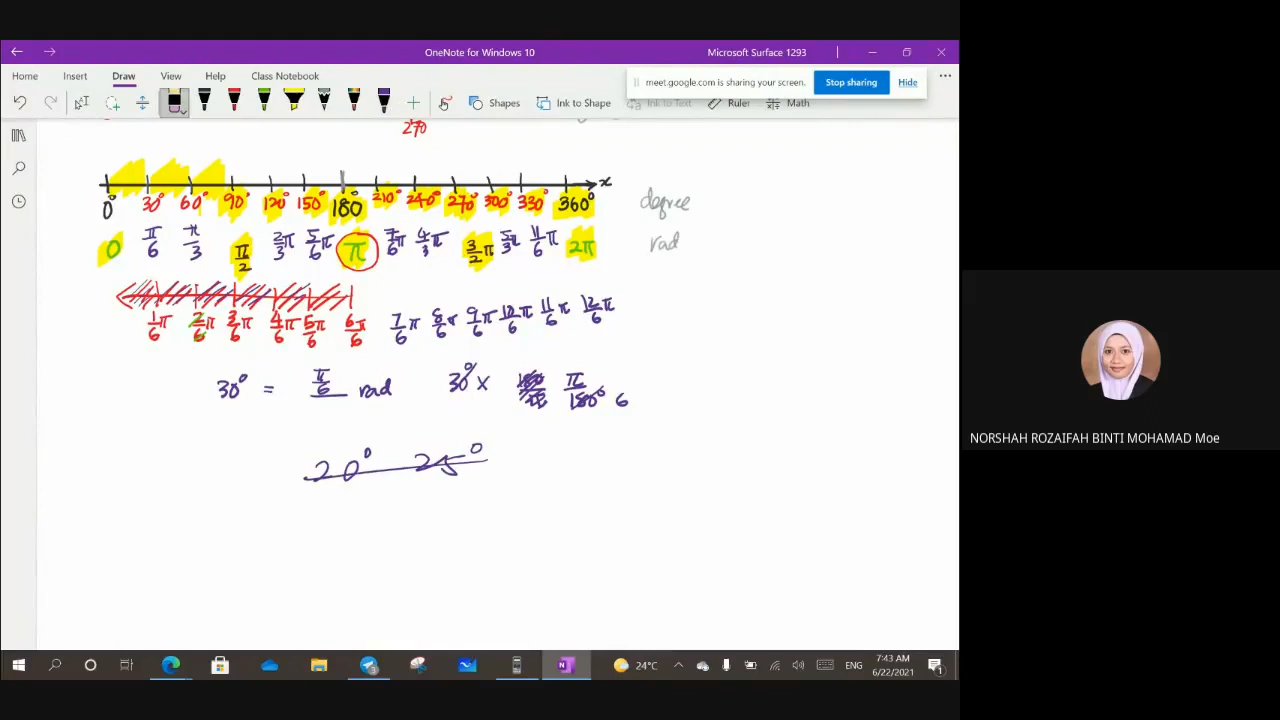 OneNote for Windows 10
Microsoft Surface 1293
Home Insert Draw View Help Class Notebook
meet.google.com is sharing your screen. Stop sharing Hide
Shapes Ink to Shape Ink to Text Ruler Math
270
x
0° 30° 60° 90° 120° 150° 180° 210° 240° 270° 300° 330° 360° degree
0 π/6 π/3 π/2 2/3π 5/6π π 7/6π 4/3π 3/2π 5/3π 11/6π 2π rad
1/6π 2/6π 3/6π 4/6π 5/6π 6/6π 7/6π 8/6π 9/6π 10/6π 11/6π 12/6π
30° = π/6 rad 30° x π/180° 6
20° 25°
NORSHAH ROZAIFAH BINTI MOHAMAD Moe
24°C ENG 7:43 AM
6/22/2021
1